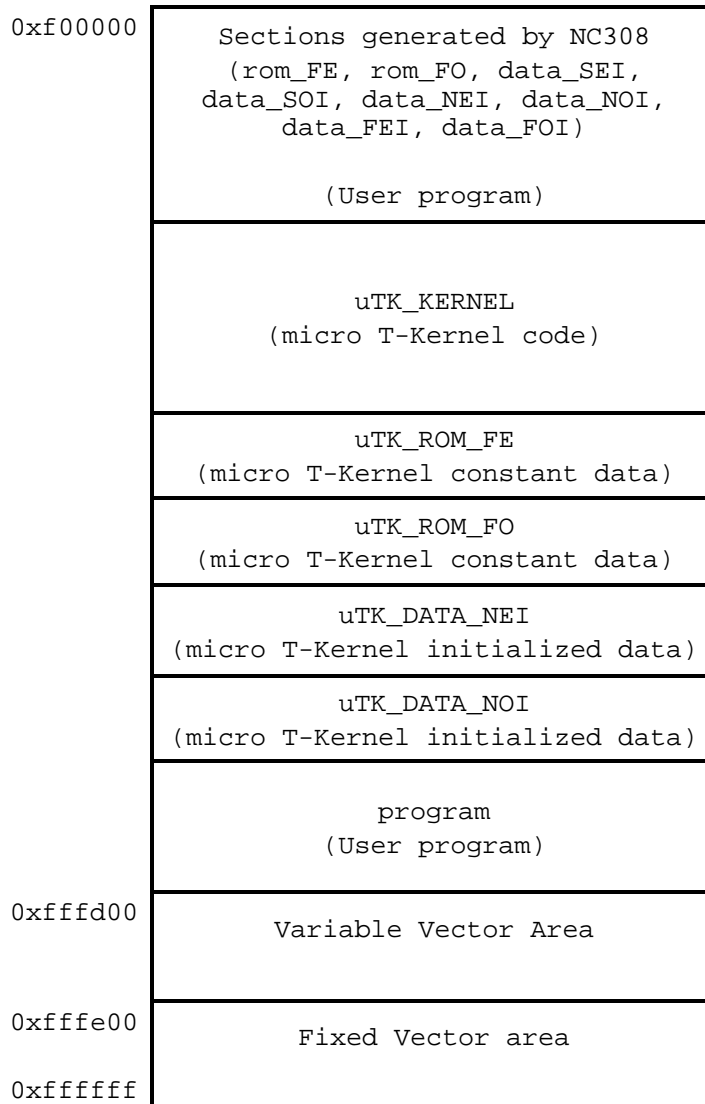 0xf00000
Sections generated by NC308
(rom_FE, rom_FO, data_SEI,
data_SOI, data_NEI, data_NOI,
data_FEI, data_FOI)
(User program)
uTK_KERNEL
(micro T-Kernel code)
uTK_ROM_FE
(micro T-Kernel constant data)
uTK_ROM_FO
(micro T-Kernel constant data)
uTK_DATA_NEI
(micro T-Kernel initialized data)
uTK_DATA_NOI
(micro T-Kernel initialized data)
program
(User program)
0xfffd00
Variable Vector Area
0xfffe00
Fixed Vector area
0xffffff